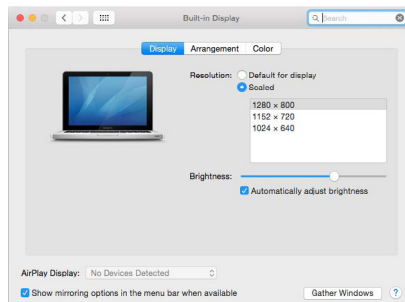 Built-in Display
Search
Display Arrangement Color
Resolution: Default for display
Scaled
1280 × 800
1152 × 720
1024 × 640
Brightness:
Automatically adjust brightness
AirPlay Display: No Devices Detected
Show mirroring options in the menu bar when available
Gather Windows ?